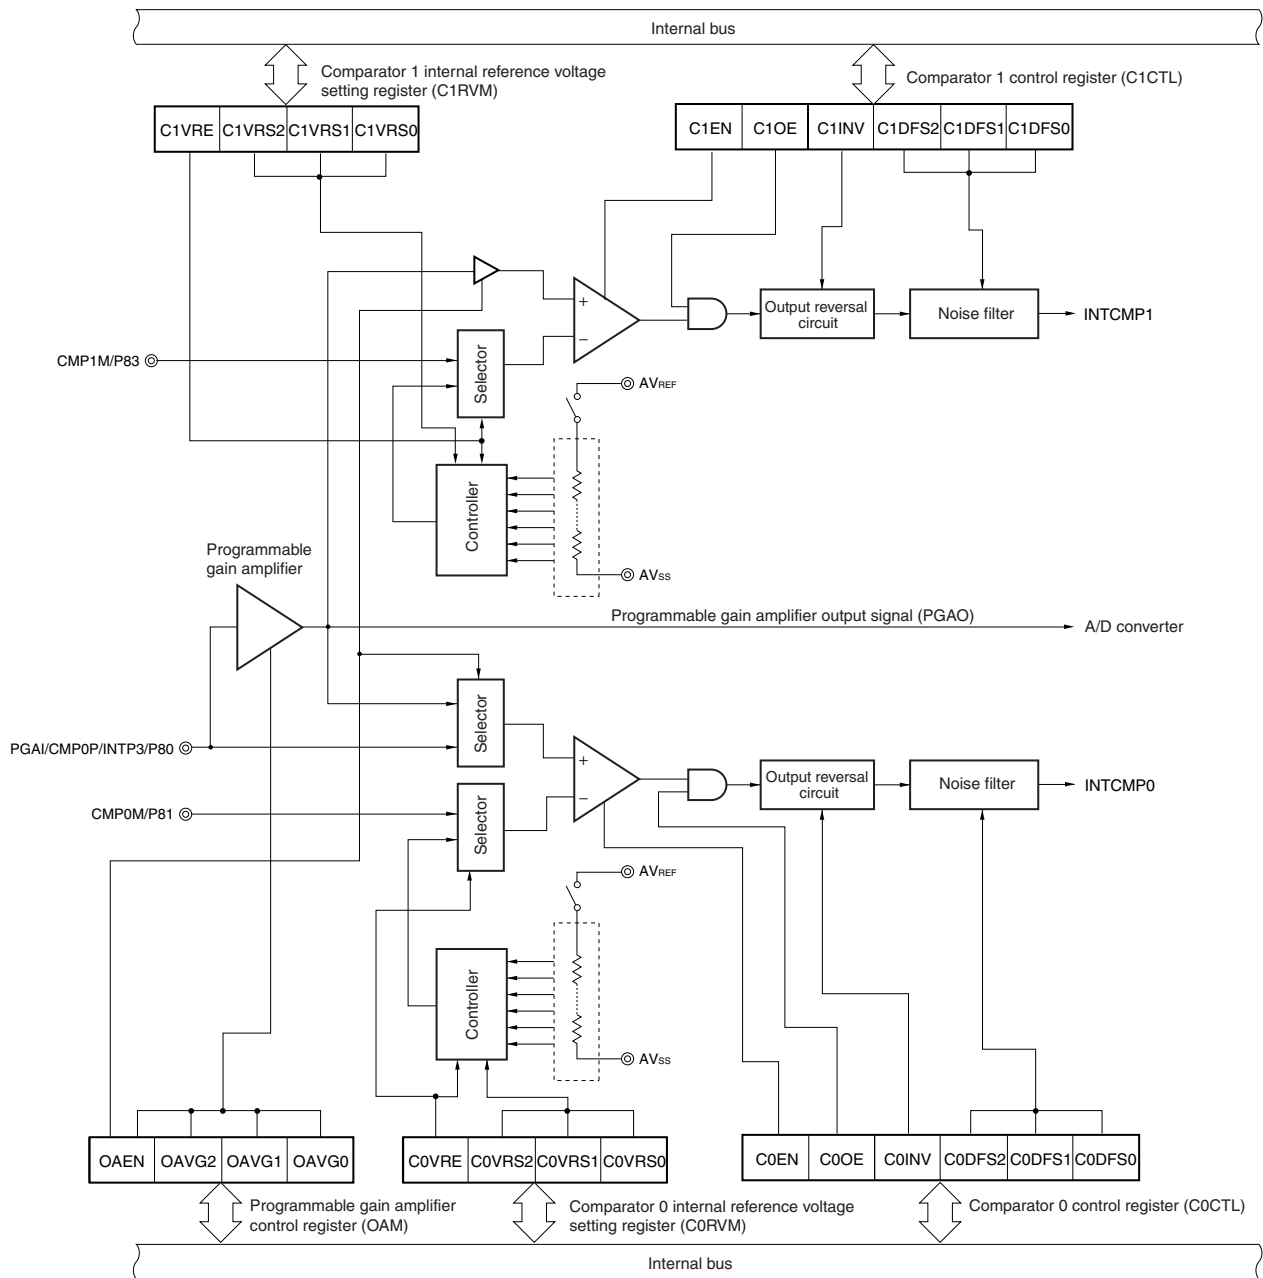 Internal bus
Comparator 1 internal reference voltage
setting register (C1RVM)
Comparator 1 control register (C1CTL)
C1VRE C1VRS2 C1VRS1 C1VRS0
C1EN C1OE C1INV C1DFS2 C1DFS1 C1DFS0
+
−
Output reversal
circuit
Noise filter
INTCMP1
CMP1M/P83
Selector
AVREF
Controller
AVSS
Programmable
gain amplifier
Programmable gain amplifier output signal (PGAO)
A/D converter
Selector
PGAI/CMP0P/INTP3/P80
+
−
Output reversal
circuit
Noise filter
INTCMP0
CMP0M/P81
Selector
AVREF
Controller
AVSS
OAEN OAVG2 OAVG1 OAVG0
C0VRE C0VRS2 C0VRS1 C0VRS0
C0EN C0OE C0INV C0DFS2 C0DFS1 C0DFS0
Programmable gain amplifier
control register (OAM)
Comparator 0 internal reference voltage
setting register (C0RVM)
Comparator 0 control register (C0CTL)
Internal bus